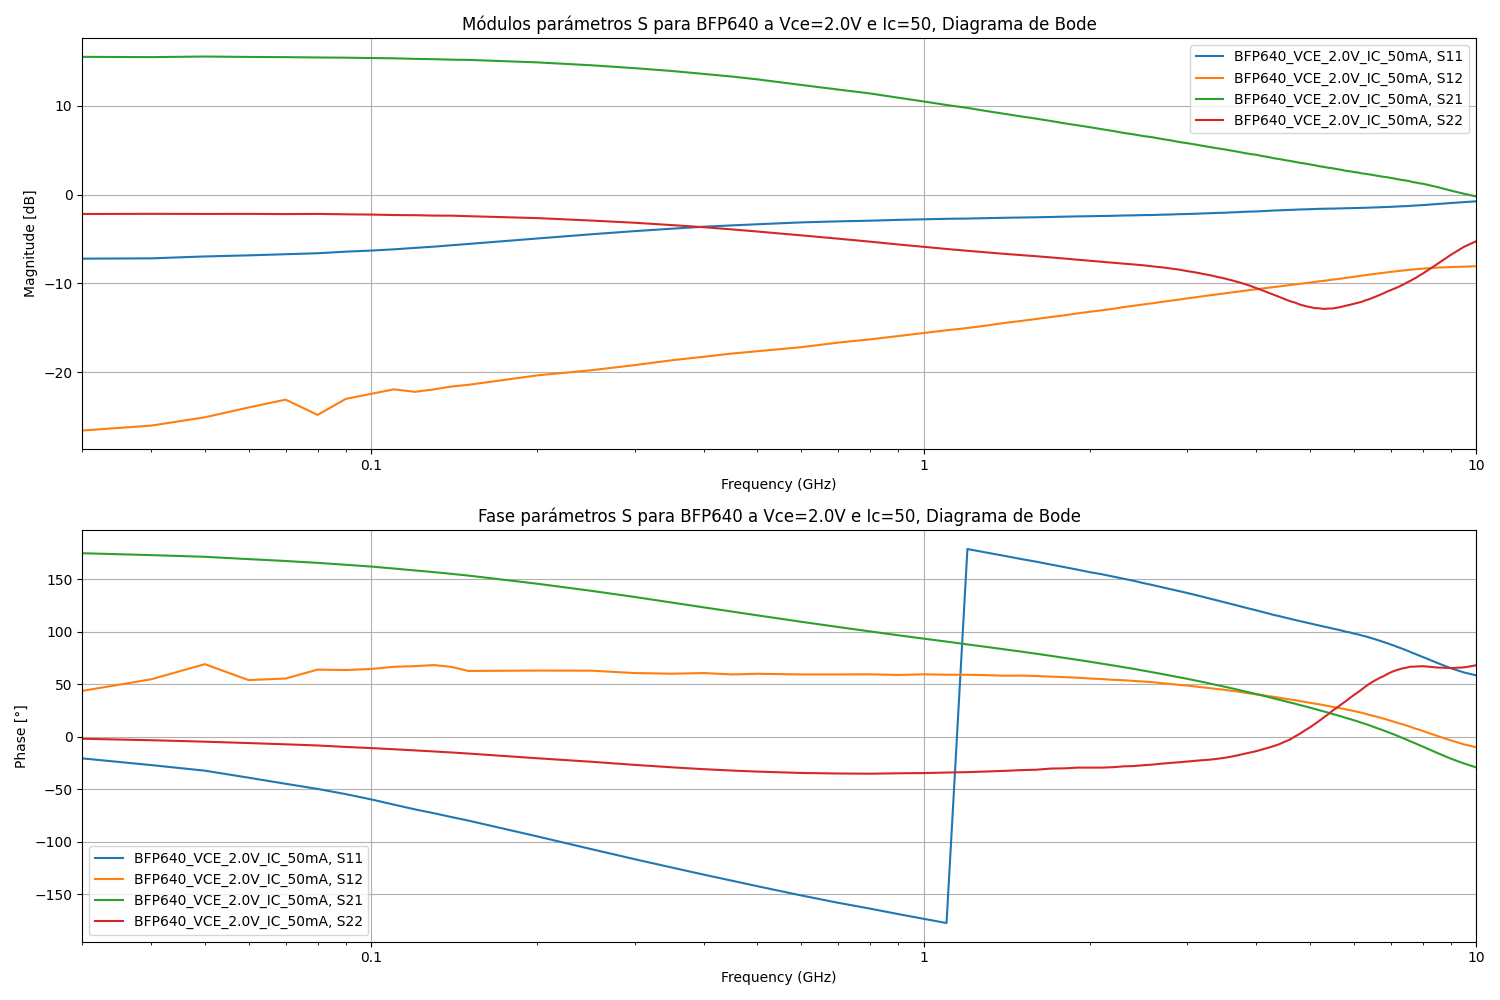 Módulos parámetros S para BFP640 a Vce=2.0V e Ic=50, Diagrama de Bode
BFP640_VCE_2.0V_IC_50mA, S11
BFP640_VCE_2.0V_IC_50mA, S12
BFP640_VCE_2.0V_IC_50mA, S21
BFP640_VCE_2.0V_IC_50mA, S22
Magnitude [dB]
10
0
−10
−20
0.1
1
10
Frequency (GHz)
Fase parámetros S para BFP640 a Vce=2.0V e Ic=50, Diagrama de Bode
Phase [°]
150
100
50
0
−50
−100
−150
BFP640_VCE_2.0V_IC_50mA, S11
BFP640_VCE_2.0V_IC_50mA, S12
BFP640_VCE_2.0V_IC_50mA, S21
BFP640_VCE_2.0V_IC_50mA, S22
0.1
1
10
Frequency (GHz)